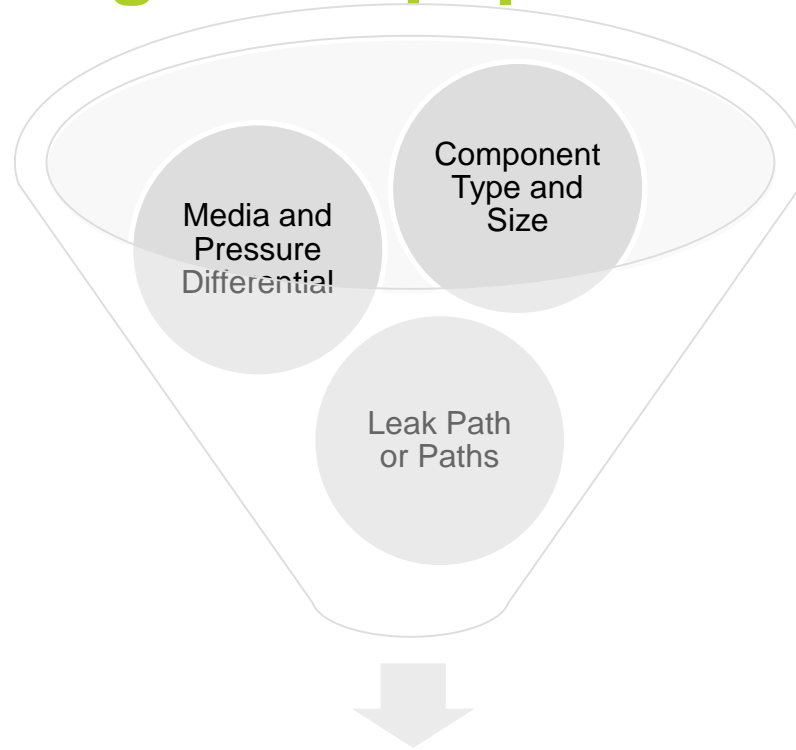 Component
Type and
Size
Media and
Pressure
Differential
Leak Path
or Paths